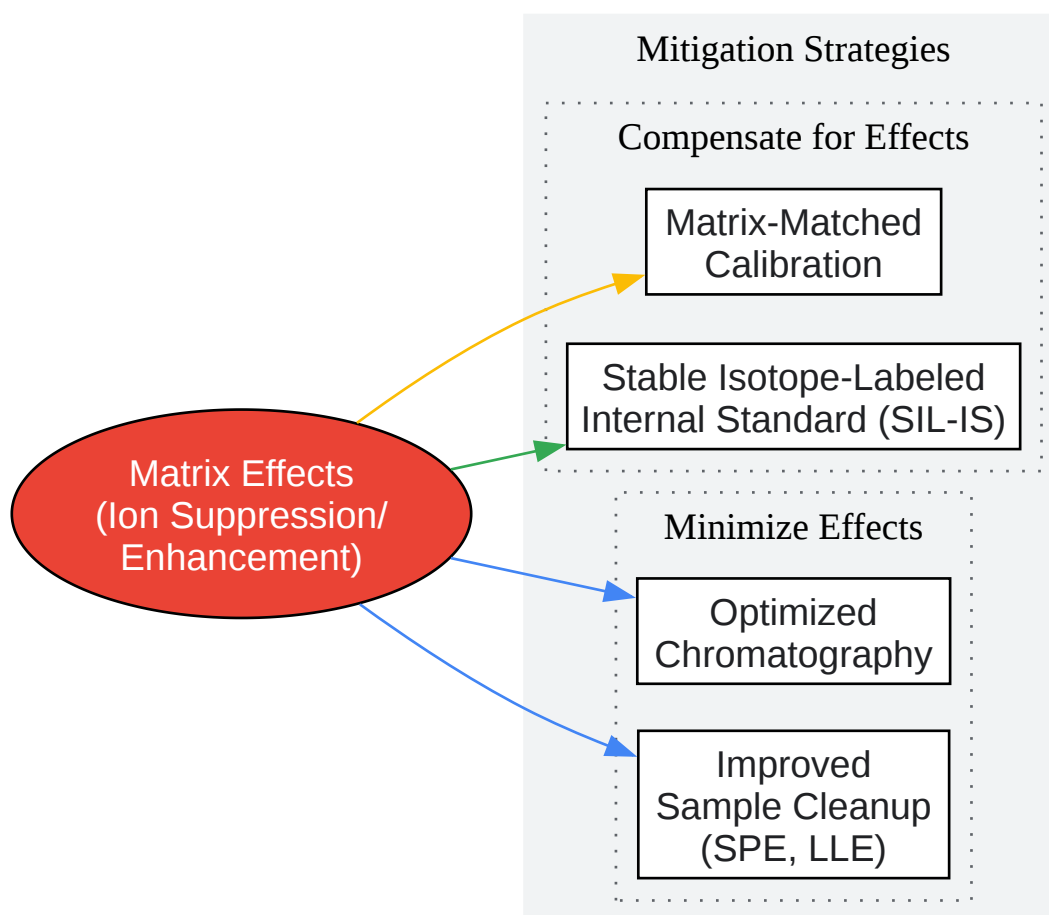 Mitigation Strategies
Compensate for Effects
Matrix-Matched
Calibration
Stable Isotope-Labeled
Internal Standard (SIL-IS)
Matrix Effects
(Ion Suppression/
Enhancement)
Minimize Effects
Optimized
Chromatography
Improved
Sample Cleanup
(SPE, LLE)